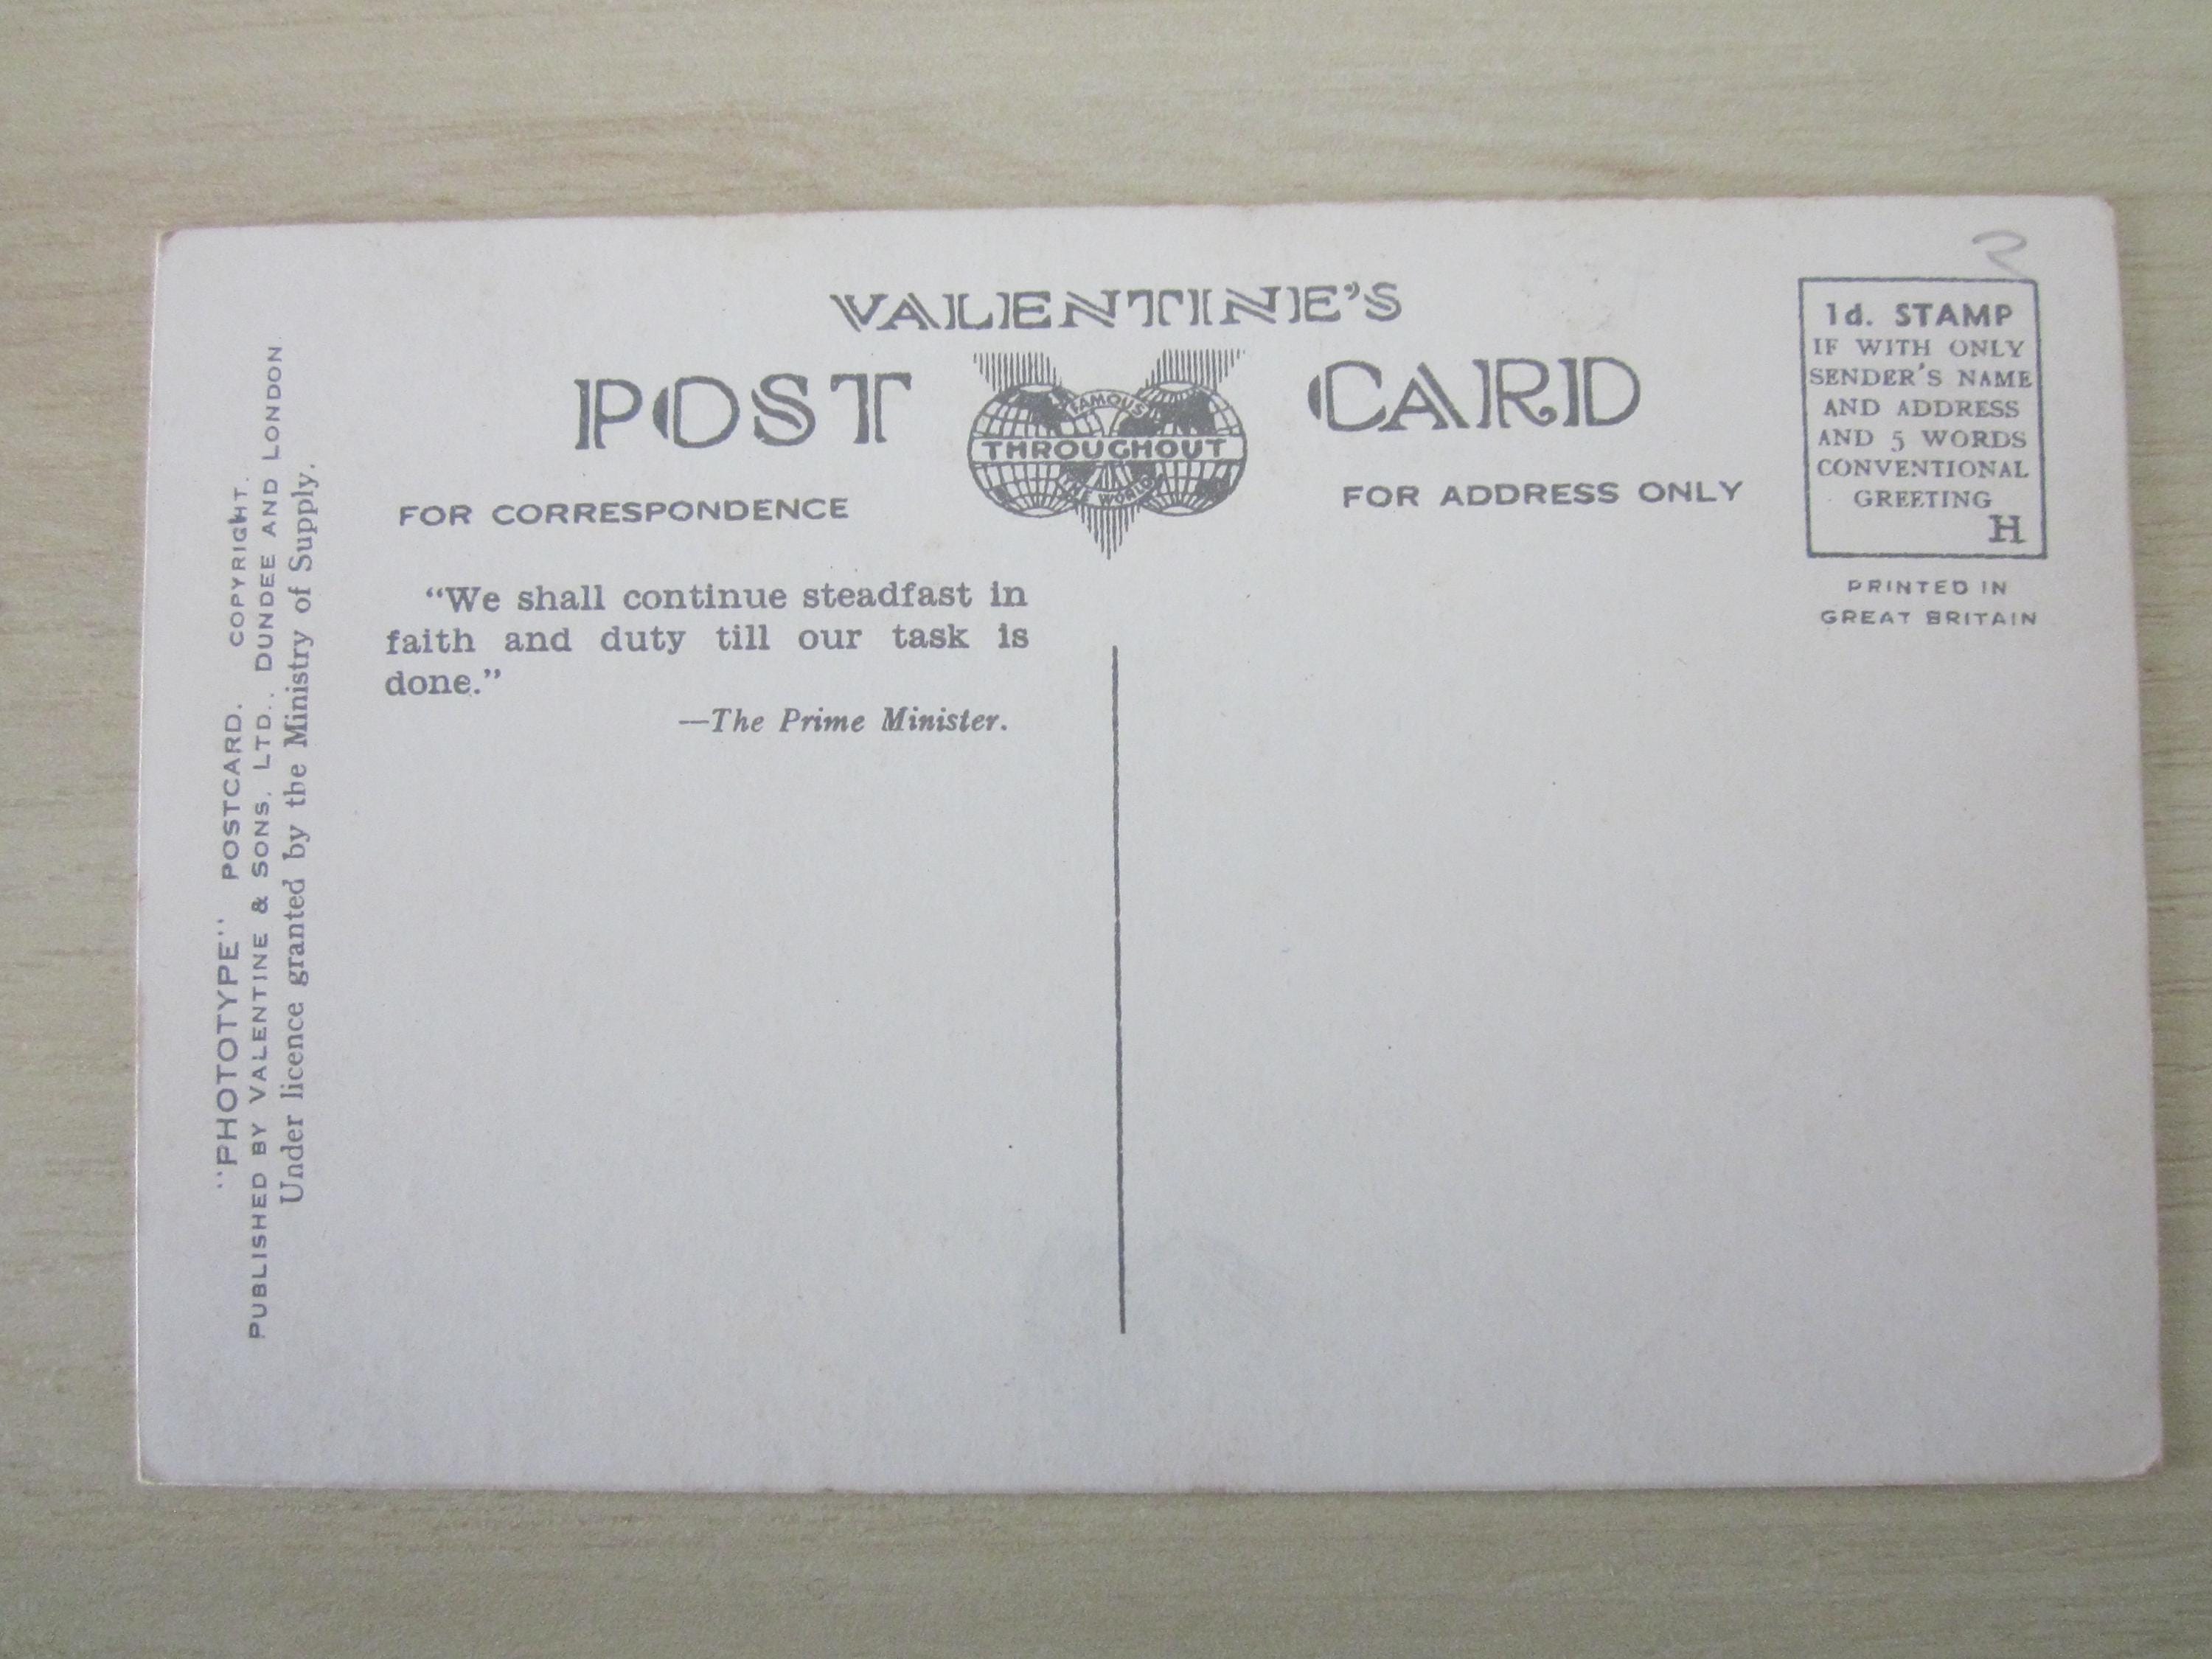 VALENTINE'S
POST CARD
FAMOUS
THROUGHOUT
THE WORLD
FOR CORRESPONDENCE
FOR ADDRESS ONLY
1d. STAMP
IF WITH ONLY
SENDER'S NAME
AND ADDRESS
AND 5 WORDS
CONVENTIONAL
GREETING
H
PRINTED IN
GREAT BRITAIN
“We shall continue steadfast in
faith and duty till our task is
done.”
—The Prime Minister.
"PHOTOTYPE" POSTCARD. COPYRIGHT.
PUBLISHED BY VALENTINE & SONS, LTD., DUNDEE AND LONDON
Under licence granted by the Ministry of Supply.